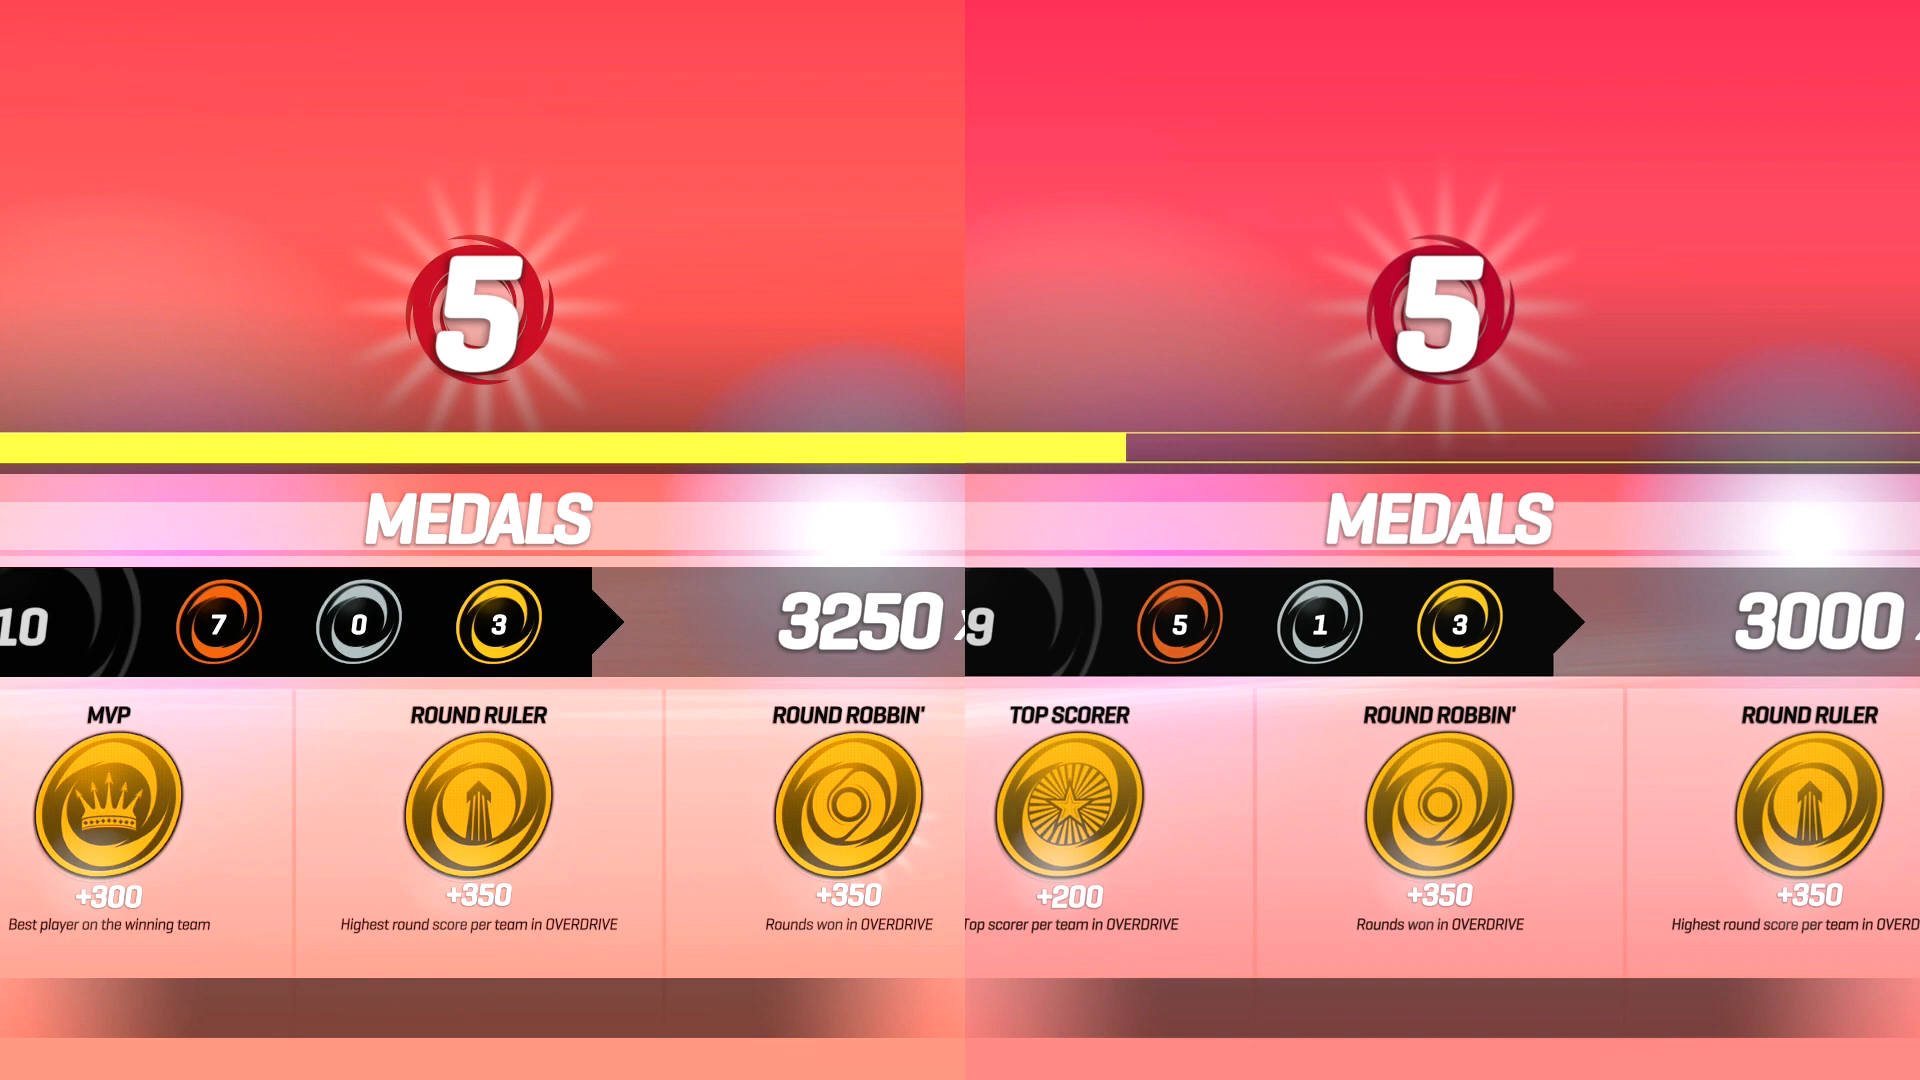 5
MEDALS
10 7 0 3 3250
MVP ROUND RULER ROUND ROBBIN'
+300 +350 +350
Best player on the winning team Highest round score per team in OVERDRIVE Rounds won in OVERDRIVE
5
MEDALS
9 5 1 3 3000
TOP SCORER ROUND ROBBIN' ROUND RULER
+200 +350 +350
Top scorer per team in OVERDRIVE Rounds won in OVERDRIVE Highest round score per team in OVERD